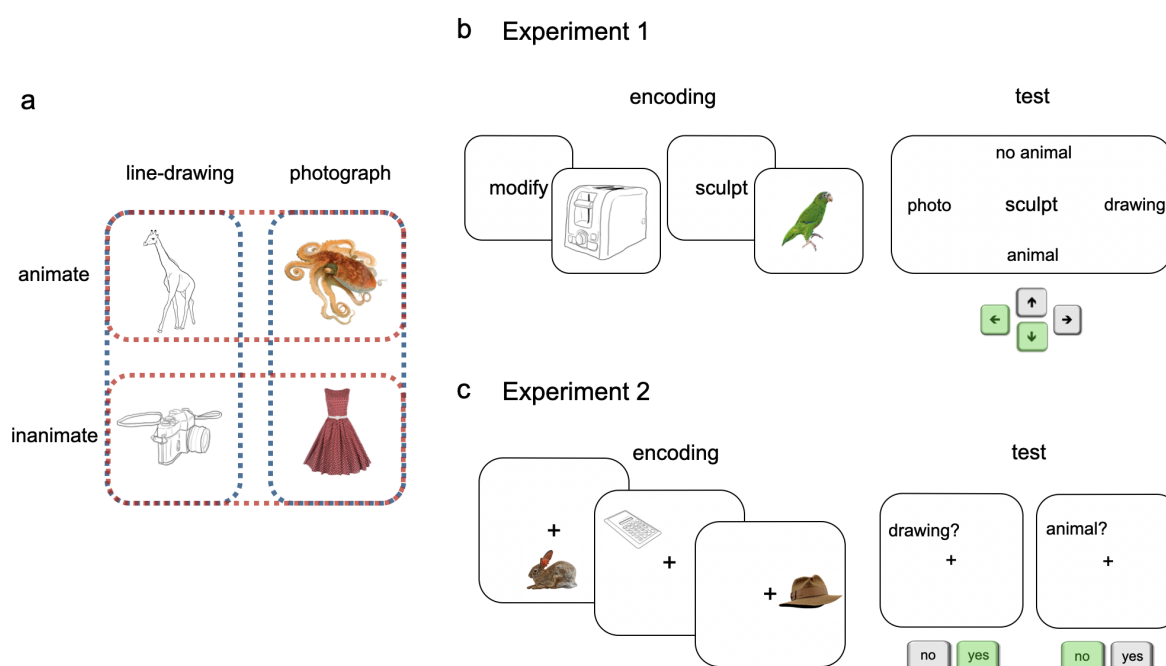 a
line-drawing photograph
animate
inanimate
b Experiment 1
encoding test
modify
sculpt
no animal
photo sculpt drawing
animal
↑
← ↓ →
c Experiment 2
encoding test
+
+
+
drawing?
+
no yes
animal?
+
no yes